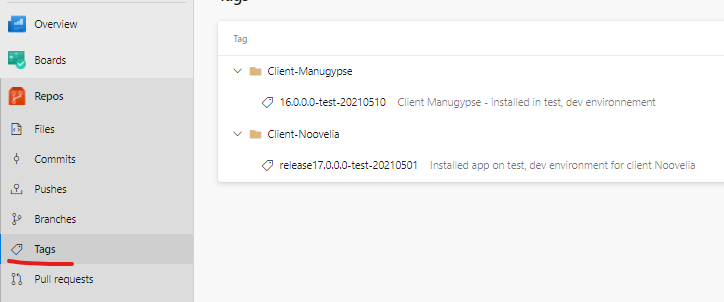 Tags
Overview
Tag
Boards
Client-Manugypse
Repos
16.0.0.0-test-20210510 Client Manugypse - installed in test, dev environnement
Files
Client-Noovelia
Commits
release17.0.0.0-test-20210501 Installed app on test, dev environment for client Noovelia
Pushes
Branches
Tags
Pull requests